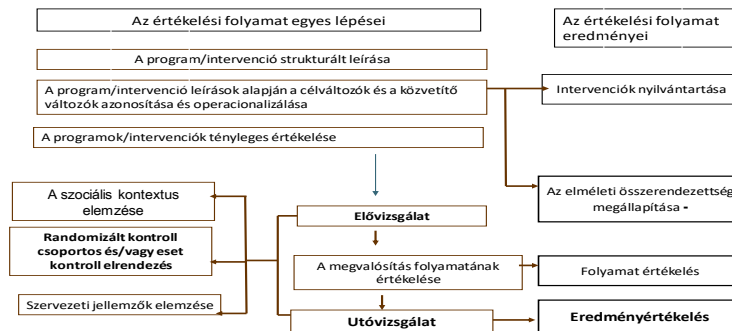 Az értékelési folyamat egyes lépései
Az értékelési folyamat
eredményei
A program/intervenció strukturált leírása
A program/intervenció leírások alapján a célváltozók és a közvetítő
változók azonosítása és operacionalizálása
Intervenciók nyilvántartása
A programok/intervenciók tényleges értékelése
A szociális kontextus
elemzése
Az elméleti összerendezettség
megállapítása -
Elővizsgálat
Randomizált kontroll
csoportos és/vagy eset
kontroll elrendezés
A megvalósítás folyamatának
értékelése
Folyamat értékelés
Szervezeti jellemzők elemzése
Utóvizsgálat
Eredményértékelés